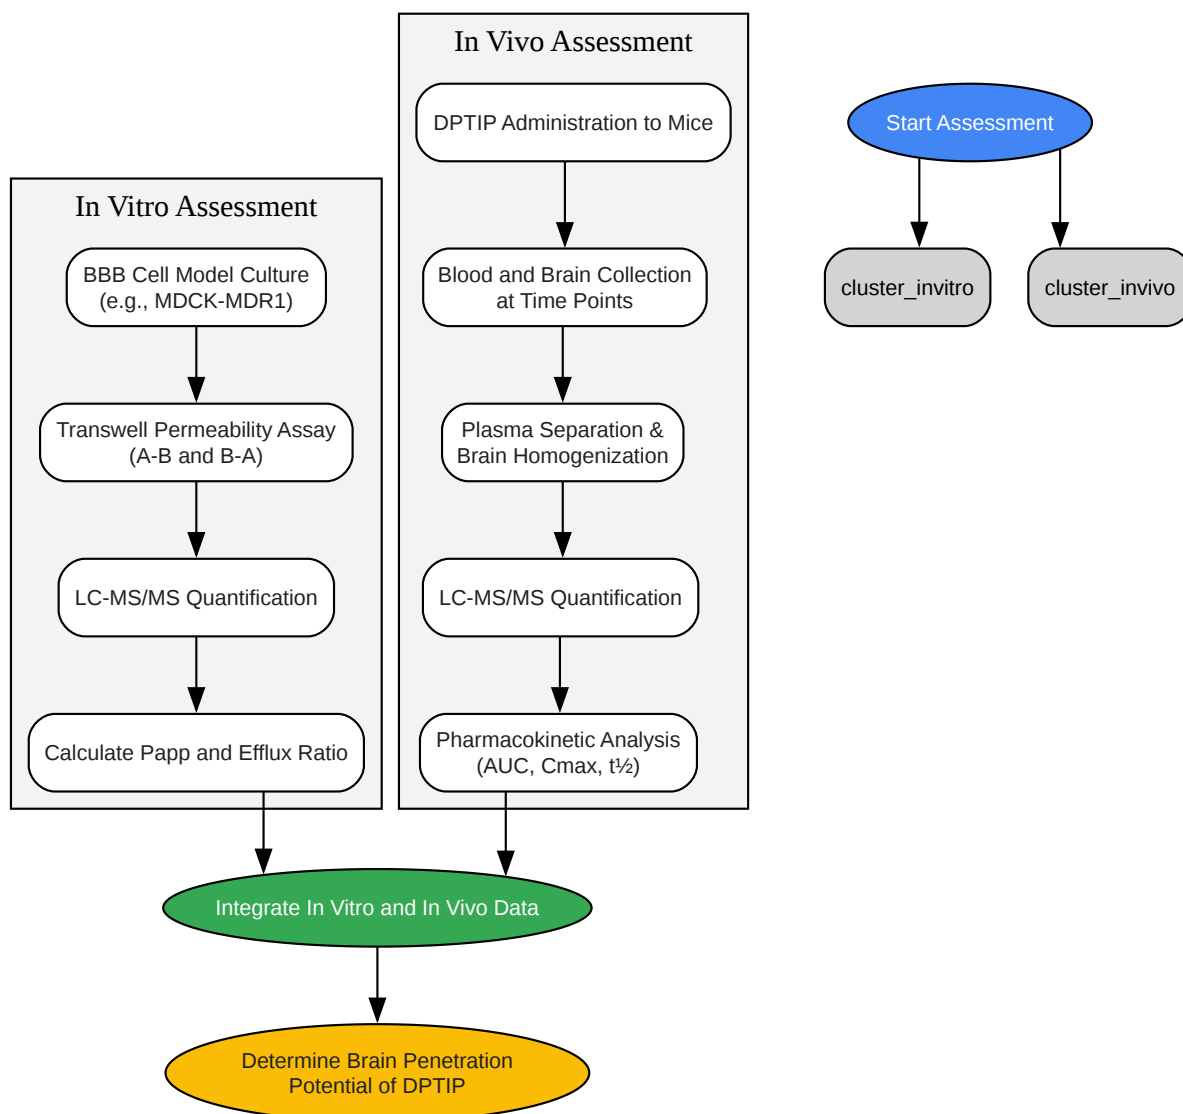 In Vivo Assessment
DPTIP Administration to Mice
Blood and Brain Collection
at Time Points
Plasma Separation &
Brain Homogenization
LC-MS/MS Quantification
Pharmacokinetic Analysis
(AUC, Cmax, t½)
In Vitro Assessment
BBB Cell Model Culture
(e.g., MDCK-MDR1)
Transwell Permeability Assay
(A-B and B-A)
LC-MS/MS Quantification
Calculate Papp and Efflux Ratio
Start Assessment
cluster_invitro
cluster_invivo
Integrate In Vitro and In Vivo Data
Determine Brain Penetration
Potential of DPTIP